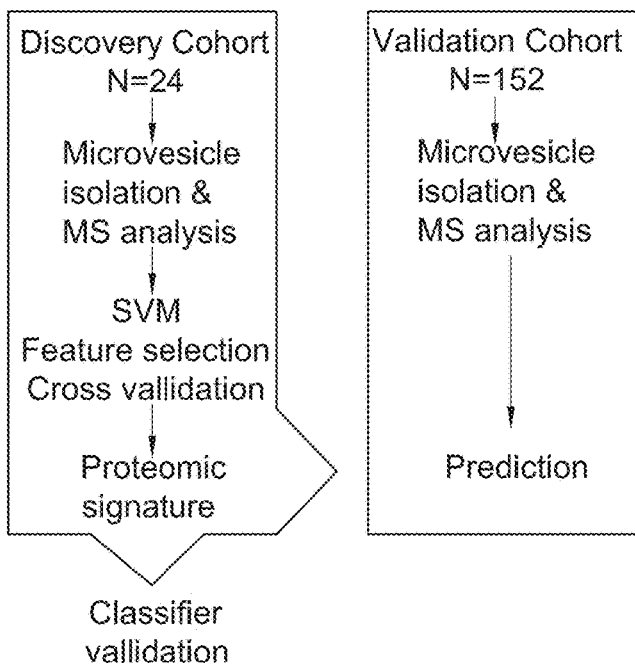 Discovery Cohort
N=24
Microvesicle
isolation &
MS analysis
SVM
Feature selection
Cross vallidation
Proteomic
signature
Classifier
vallidation
Validation Cohort
N=152
Microvesicle
isolation &
MS analysis
Prediction